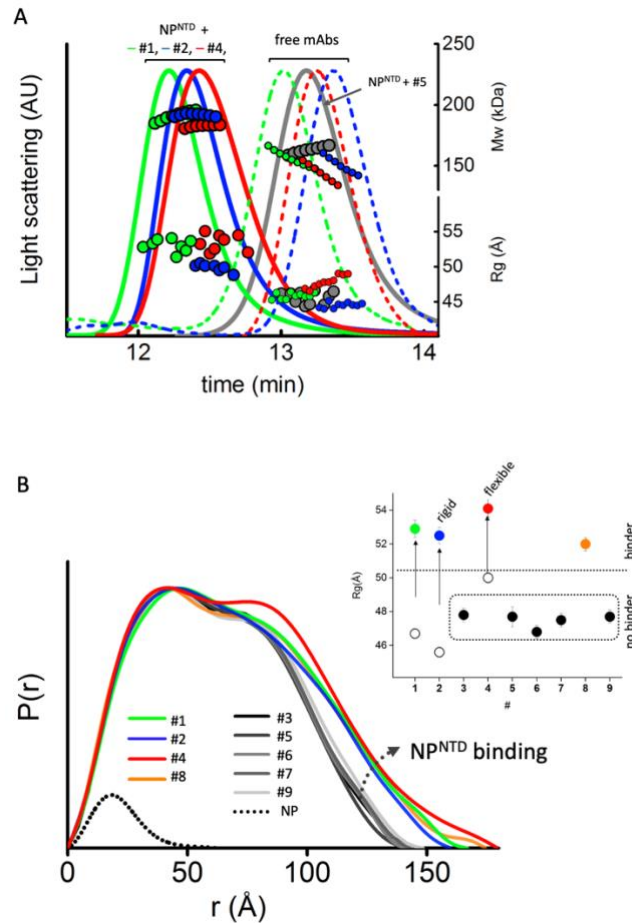 A
NP^NTD +
– #1, – #2, – #4,
free mAbs
NP^NTD + #5
Light scattering (AU)
250
200
150
Mw (kDa)
55
50
45
Rg (Å)
12 13 14
time (min)
B
flexible
rigid
54
52
50
48
46
Rg(Å)
binder
no binder
1 2 3 4 5 6 7 8 9
#
P(r)
#1 #3
#2 #5
#4 #6
#8 #7
#9
NP
NP^NTD binding
0 50 100 150
r (Å)